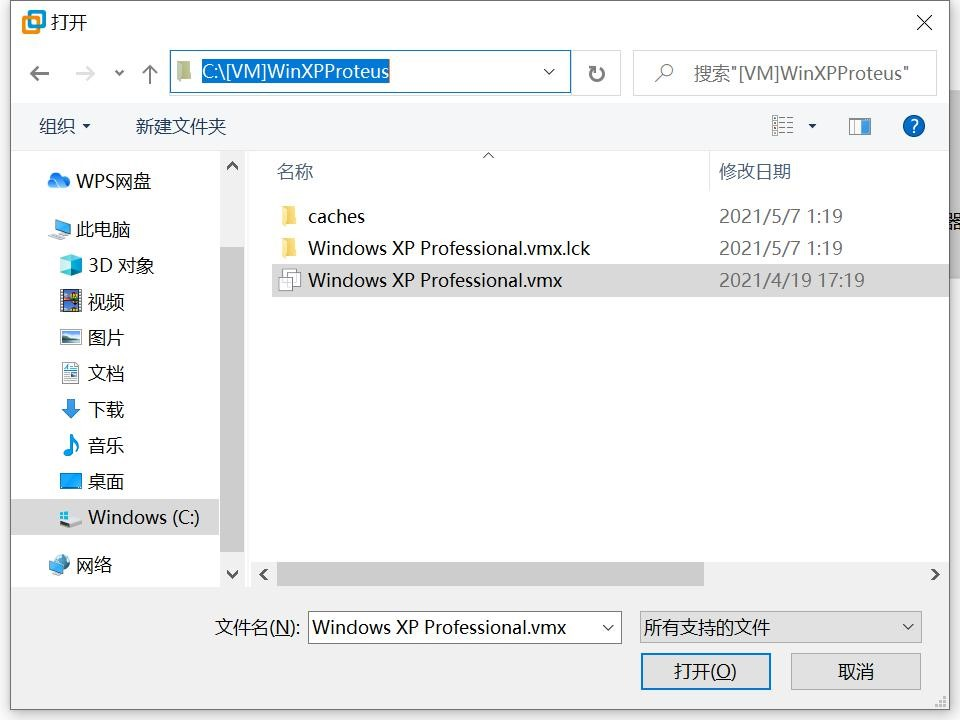 打开
C:\[VM]WinXPProteus
搜索"[VM]WinXPProteus"
组织
新建文件夹
?
名称
修改日期
WPS网盘
此电脑
3D 对象
视频
图片
文档
下载
音乐
桌面
Windows (C:)
网络
caches
2021/5/7 1:19
Windows XP Professional.vmx.lck
2021/5/7 1:19
Windows XP Professional.vmx
2021/4/19 17:19
器
文件名(N):
Windows XP Professional.vmx
所有支持的文件
打开(O)
取消